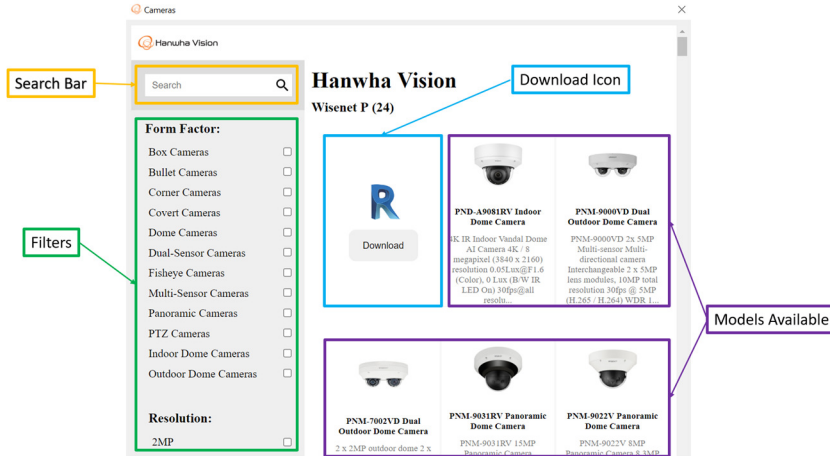 Cameras
Hanwha Vision
Search Bar
Search
Hanwha Vision
Download Icon
Wisenet P (24)
Filters
Form Factor:
Box Cameras
Bullet Cameras
Corner Cameras
Covert Cameras
Dome Cameras
Dual-Sensor Cameras
Fisheye Cameras
Multi-Sensor Cameras
Panoramic Cameras
PTZ Cameras
Indoor Dome Cameras
Outdoor Dome Cameras
Resolution:
2MP
R
Download
PND-A9081RV Indoor
Dome Camera
4K IR Indoor Vandal Dome
AI Camera 4K / 8
megapixel (3840 x 2160)
resolution 0.05Lux@F1.6
(Color), 0 Lux (B/W IR
LED On) 30fps@all
resolu...
PNM-9000VD Dual
Outdoor Dome Camera
PNM-9000VD 2x 5MP
Multi-sensor Multi-
directional camera
Interchangeable 2 x 5MP
lens modules, 10MP total
resolution 30fps @ 5MP
(H.265 / H.264) WDR 1...
Models Available
PNM-7002VD Dual
Outdoor Dome Camera
2 x 2MP outdoor dome 2 x
PNM-9031RV Panoramic
Dome Camera
PNM-9031RV 15MP
Panoramic Camera
PNM-9022V Panoramic
Dome Camera
PNM-9022V 8MP
Panoramic Camera 8.3MP